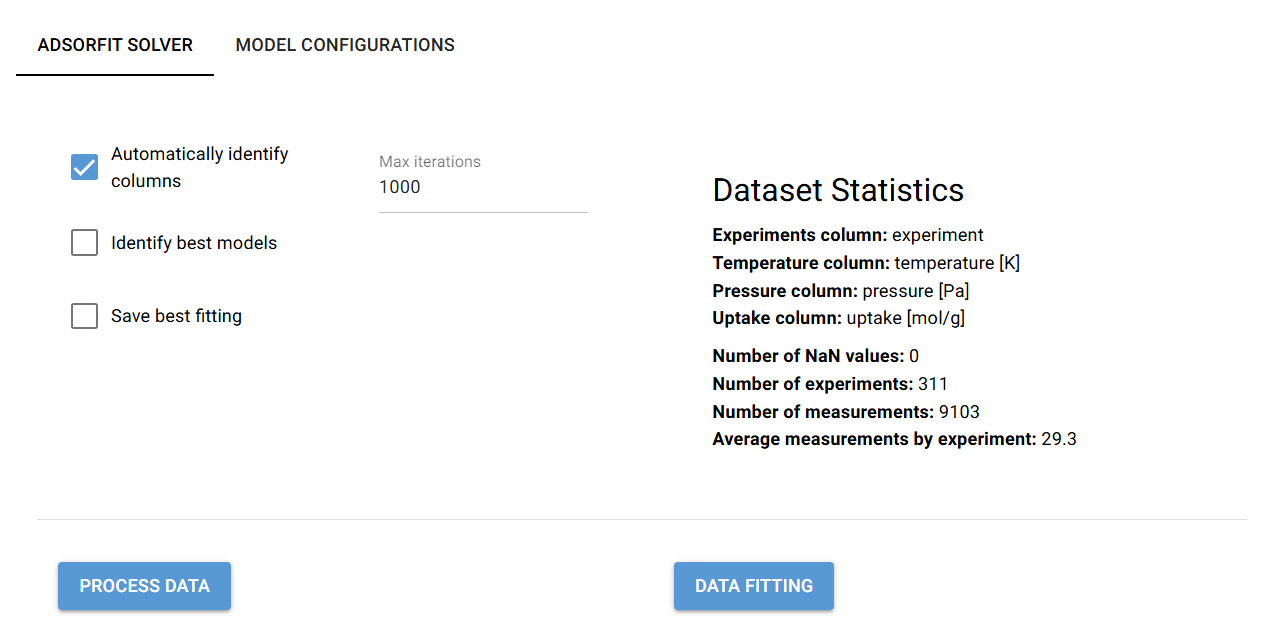 ADSORFIT SOLVER
MODEL CONFIGURATIONS
Automatically identify
columns
Max iterations
1000
Identify best models
Save best fitting
Dataset Statistics
Experiments column: experiment
Temperature column: temperature [K]
Pressure column: pressure [Pa]
Uptake column: uptake [mol/g]
Number of NaN values: 0
Number of experiments: 311
Number of measurements: 9103
Average measurements by experiment: 29.3
PROCESS DATA
DATA FITTING